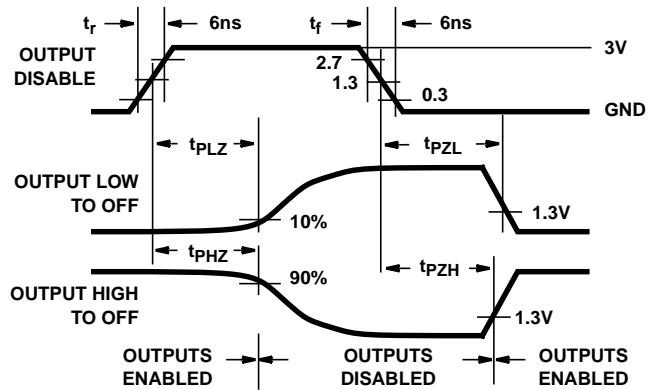 tr 6ns tf 6ns
OUTPUT
DISABLE
2.7
1.3
0.3
3V
GND
tPLZ tPZL
OUTPUT LOW
TO OFF
10%
1.3V
tPHZ tPZH
OUTPUT HIGH
TO OFF
90%
1.3V
OUTPUTS
ENABLED
OUTPUTS
DISABLED
OUTPUTS
ENABLED